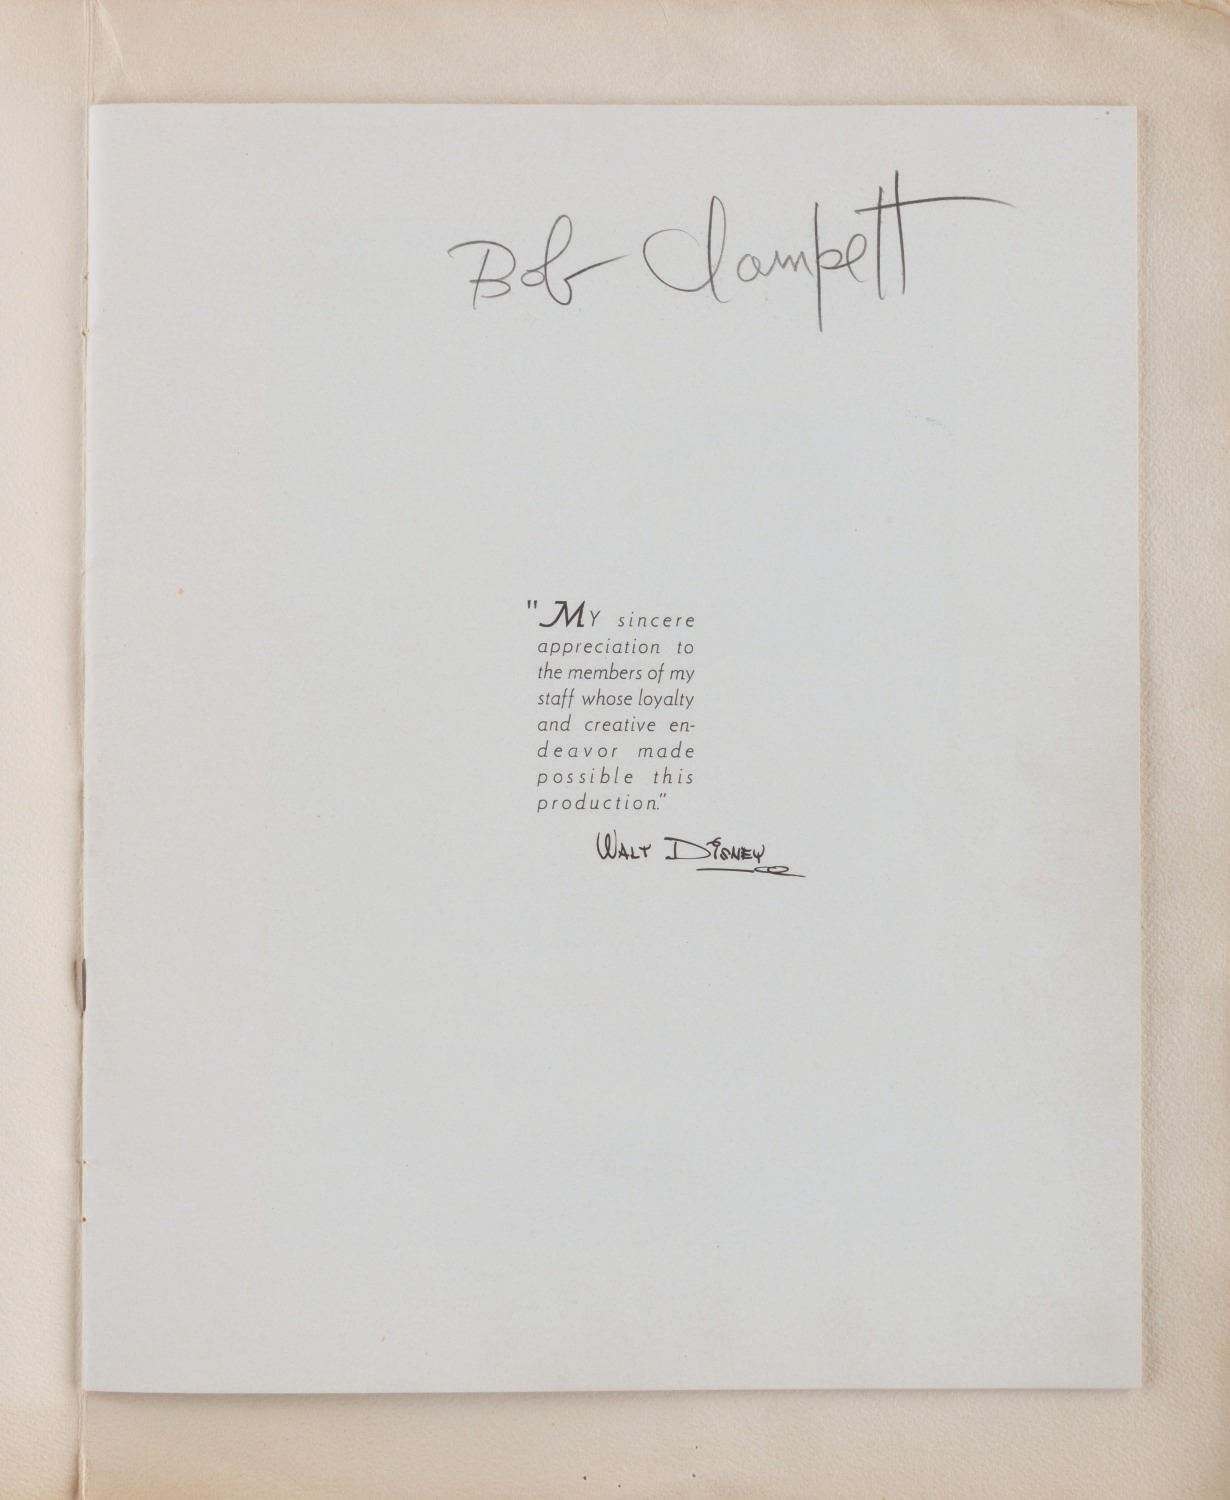 Bob Clampett
"My sincere
appreciation to
the members of my
staff whose loyalty
and creative en-
deavor made
possible this
production."
Walt Disney